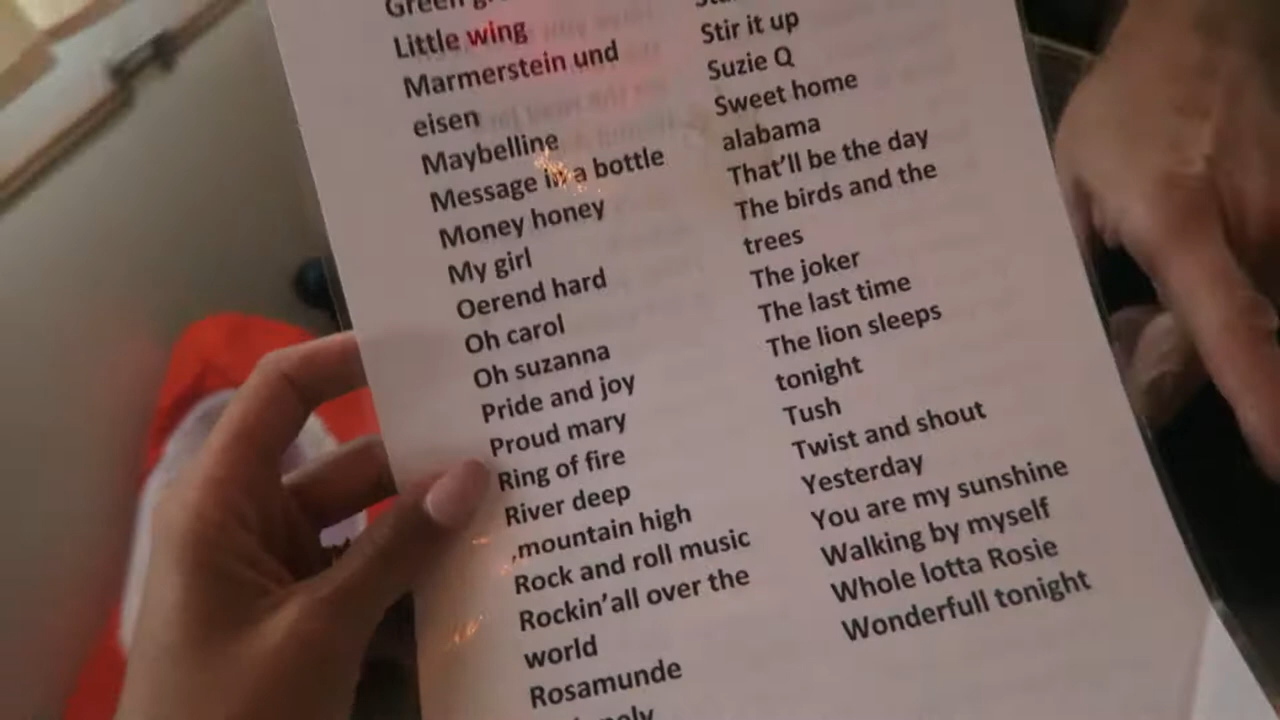 Green
Little wing
Marmerstein und
eisen
Maybelline
Message in a bottle
Money honey
My girl
Oerend hard
Oh carol
Oh suzanna
Pride and joy
Proud mary
Ring of fire
River deep
,mountain high
Rock and roll music
Rockin’all over the
world
Rosamunde
Stir it up
Suzie Q
Sweet home
alabama
That’ll be the day
The birds and the
trees
The joker
The last time
The lion sleeps
tonight
Tush
Twist and shout
Yesterday
You are my sunshine
Walking by myself
Whole lotta Rosie
Wonderfull tonight